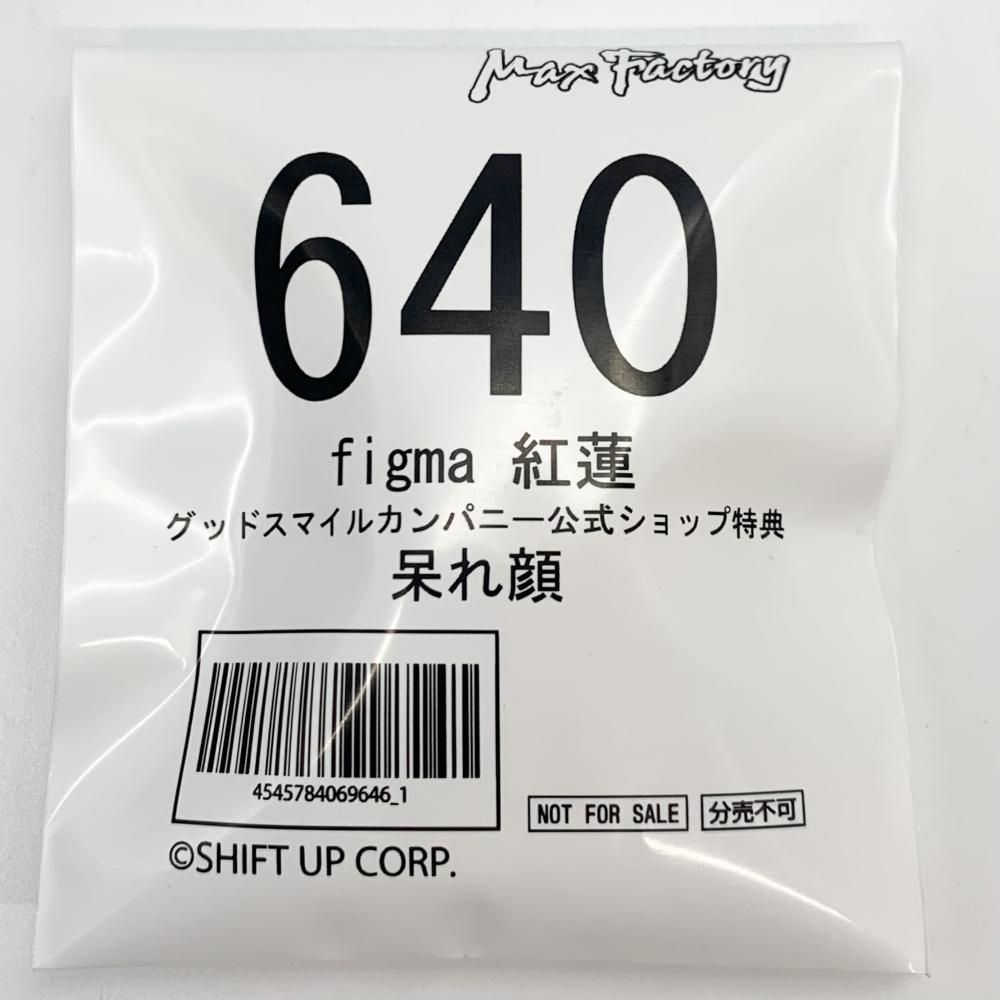 Max Factory
640
figma 紅蓮
グッドスマイルカンパニー公式ショップ特典
呆れ顔
4545784069646_1
NOT FOR SALE
分売不可
©SHIFT UP CORP.